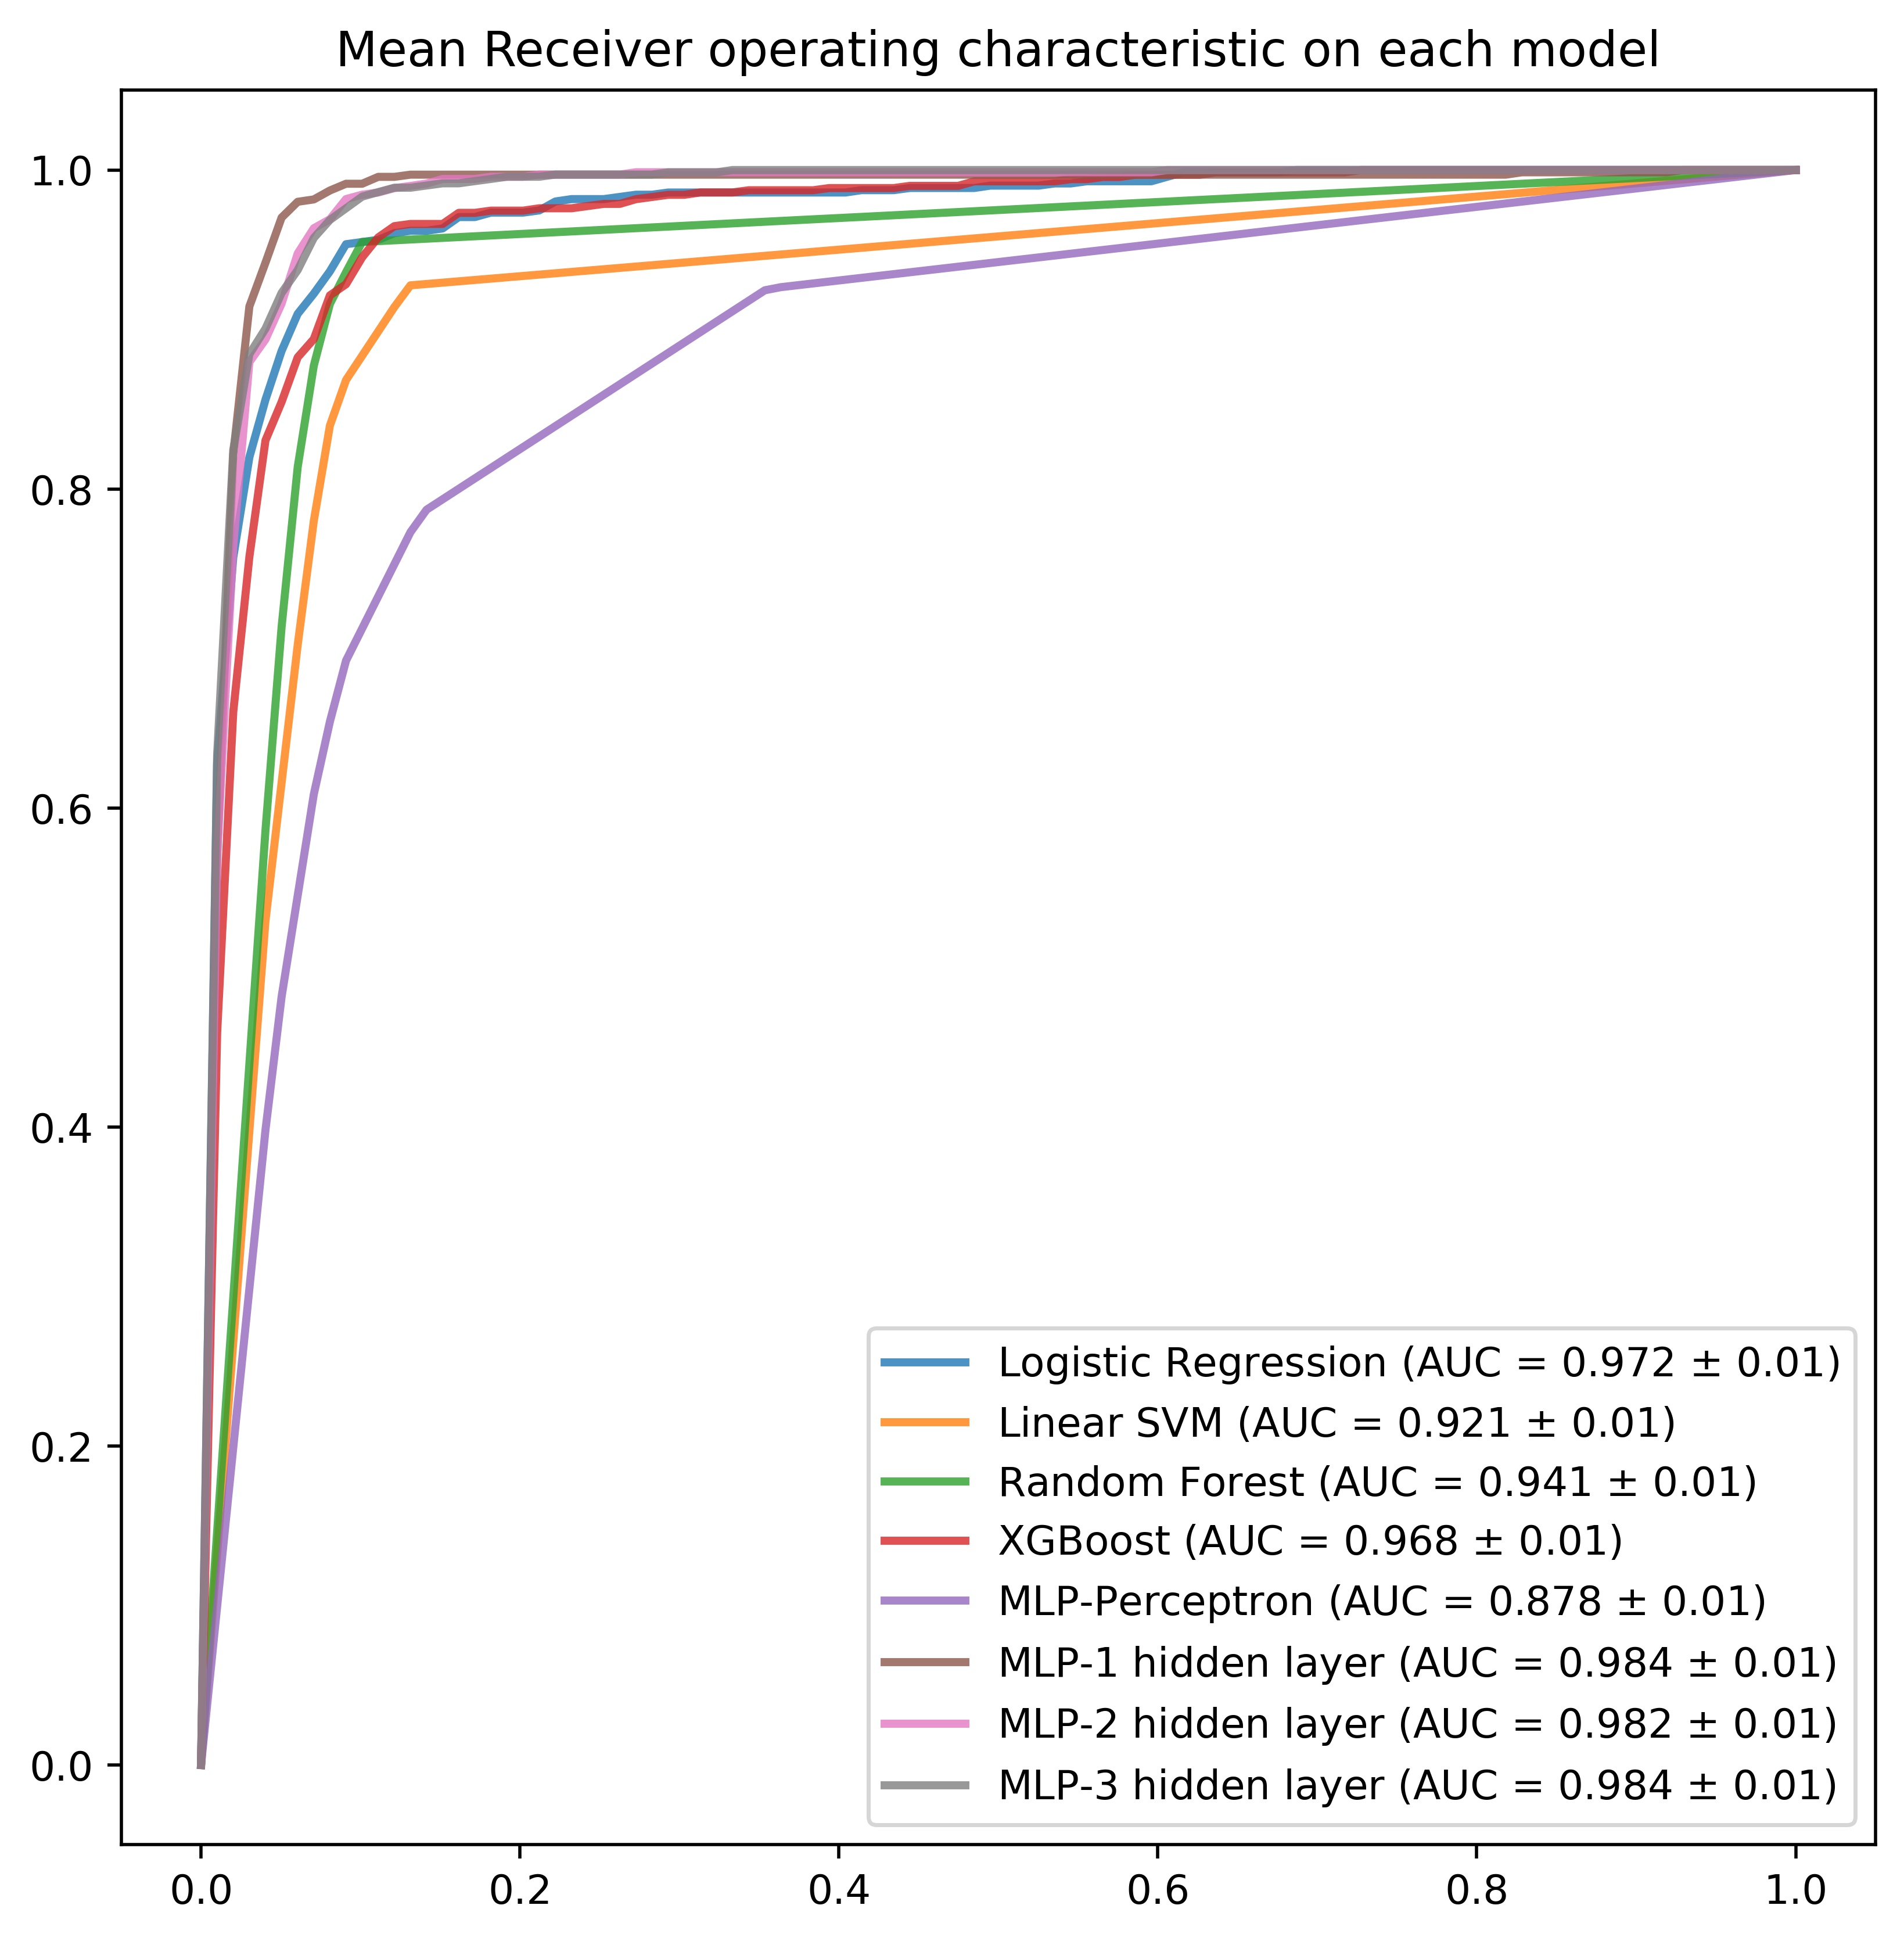 Mean Receiver operating characteristic on each model
1.0
0.8
0.6
0.4
0.2
0.0
Logistic Regression (AUC = 0.972 ± 0.01)
Linear SVM (AUC = 0.921 ± 0.01)
Random Forest (AUC = 0.941 ± 0.01)
XGBoost (AUC = 0.968 ± 0.01)
MLP-Perceptron (AUC = 0.878 ± 0.01)
MLP-1 hidden layer (AUC = 0.984 ± 0.01)
MLP-2 hidden layer (AUC = 0.982 ± 0.01)
MLP-3 hidden layer (AUC = 0.984 ± 0.01)
0.0 0.2 0.4 0.6 0.8 1.0